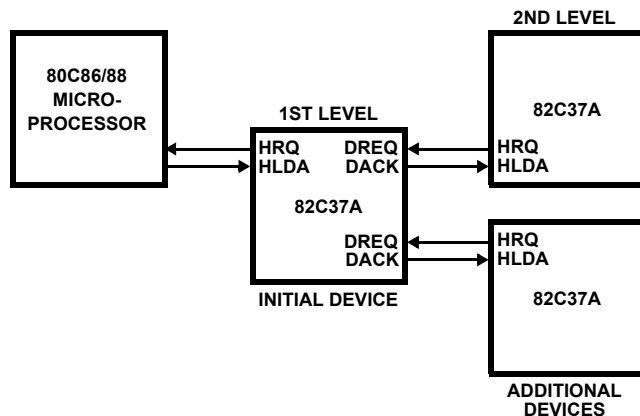 2ND LEVEL
80C86/88
MICRO-
PROCESSOR
82C37A
HRQ
HLDA
1ST LEVEL
HRQ DREQ
HLDA DACK
82C37A
DREQ
DACK
INITIAL DEVICE
HRQ
HLDA
82C37A
ADDITIONAL
DEVICES